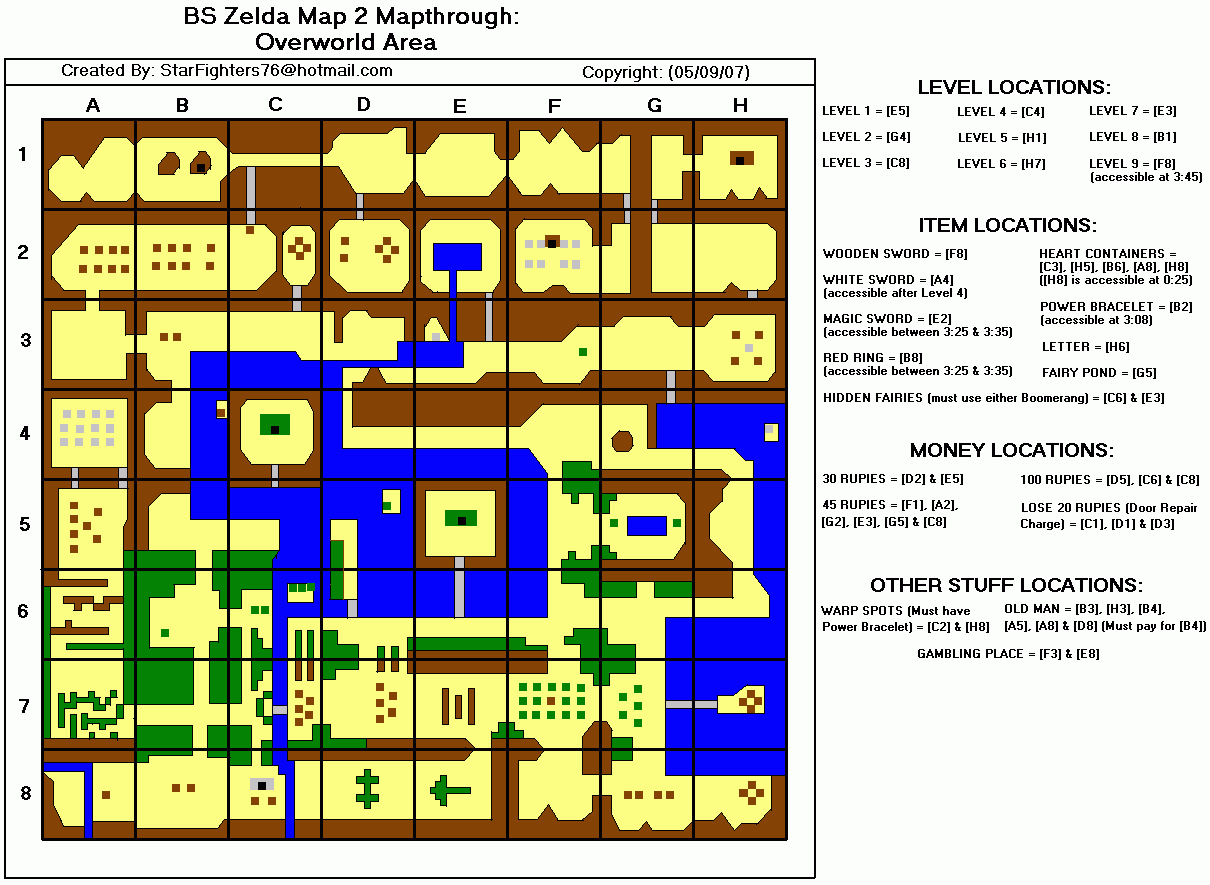 BS Zelda Map 2 Mapthrough:
Overworld Area
Created By: StarFighters76@hotmail.com
Copyright: (05/09/07)
A B C D E F G H
1
2
3
4
5
6
7
8
LEVEL LOCATIONS:
LEVEL 1 = [E5] LEVEL 4 = [C4] LEVEL 7 = [E3]
LEVEL 2 = [G4] LEVEL 5 = [H1] LEVEL 8 = [B1]
LEVEL 3 = [C8] LEVEL 6 = [H7] LEVEL 9 = [F8]
(accessible at 3:45)
ITEM LOCATIONS:
WOODEN SWORD = [F8]
WHITE SWORD = [A4]
(accessible after Level 4)
MAGIC SWORD = [E2]
(accessible between 3:25 & 3:35)
RED RING = [B8]
(accessible between 3:25 & 3:35)
HEART CONTAINERS =
[C3], [H5], [B6], [A8], [H8]
([H8] is accessible at 0:25)
POWER BRACELET = [B2]
(accessible at 3:08)
LETTER = [H6]
FAIRY POND = [G5]
HIDDEN FAIRIES (must use either Boomerang) = [C6] & [E3]
MONEY LOCATIONS:
30 RUPIES = [D2] & [E5]
45 RUPIES = [F1], [A2],
[G2], [E3], [G5] & [C8]
100 RUPIES = [D5], [C6] & [C8]
LOSE 20 RUPIES (Door Repair
Charge) = [C1], [D1] & [D3]
OTHER STUFF LOCATIONS:
WARP SPOTS (Must have
Power Bracelet) = [C2] & [H8]
OLD MAN = [B3], [H3], [B4],
[A5], [A8] & [D8] (Must pay for [B4])
GAMBLING PLACE = [F3] & [E8]